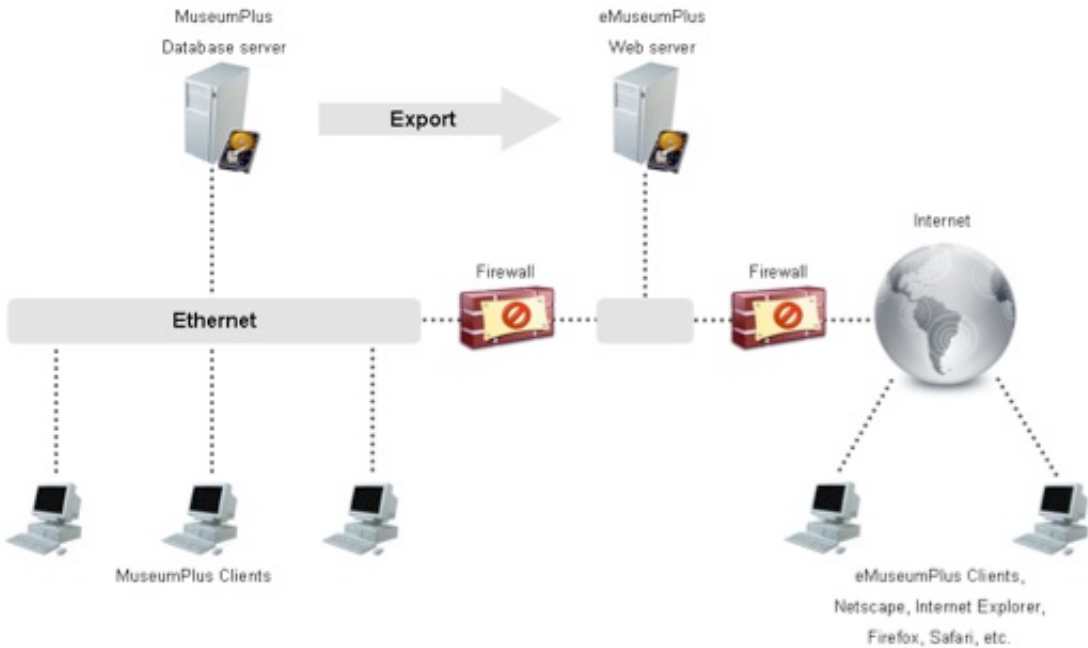 MuseumPlus
Database server
eMuseumPlus
Web server
Export
Internet
Firewall
Firewall
Ethernet
MuseumPlus Clients
eMuseumPlus Clients,
Netscape, Internet Explorer,
Firefox, Safari, etc.